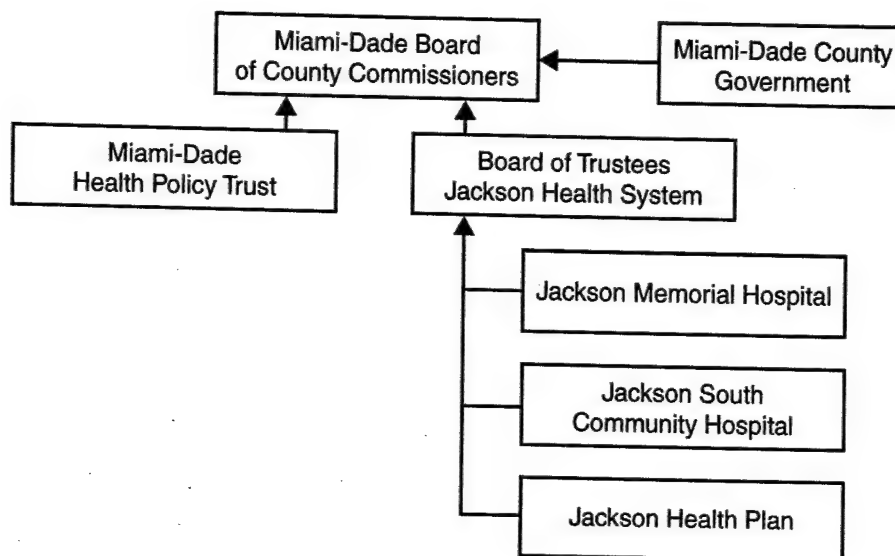 Miami-Dade Board
of County Commissioners
Miami-Dade County
Government
Miami-Dade
Health Policy Trust
Board of Trustees
Jackson Health System
Jackson Memorial Hospital
Jackson South
Community Hospital
Jackson Health Plan